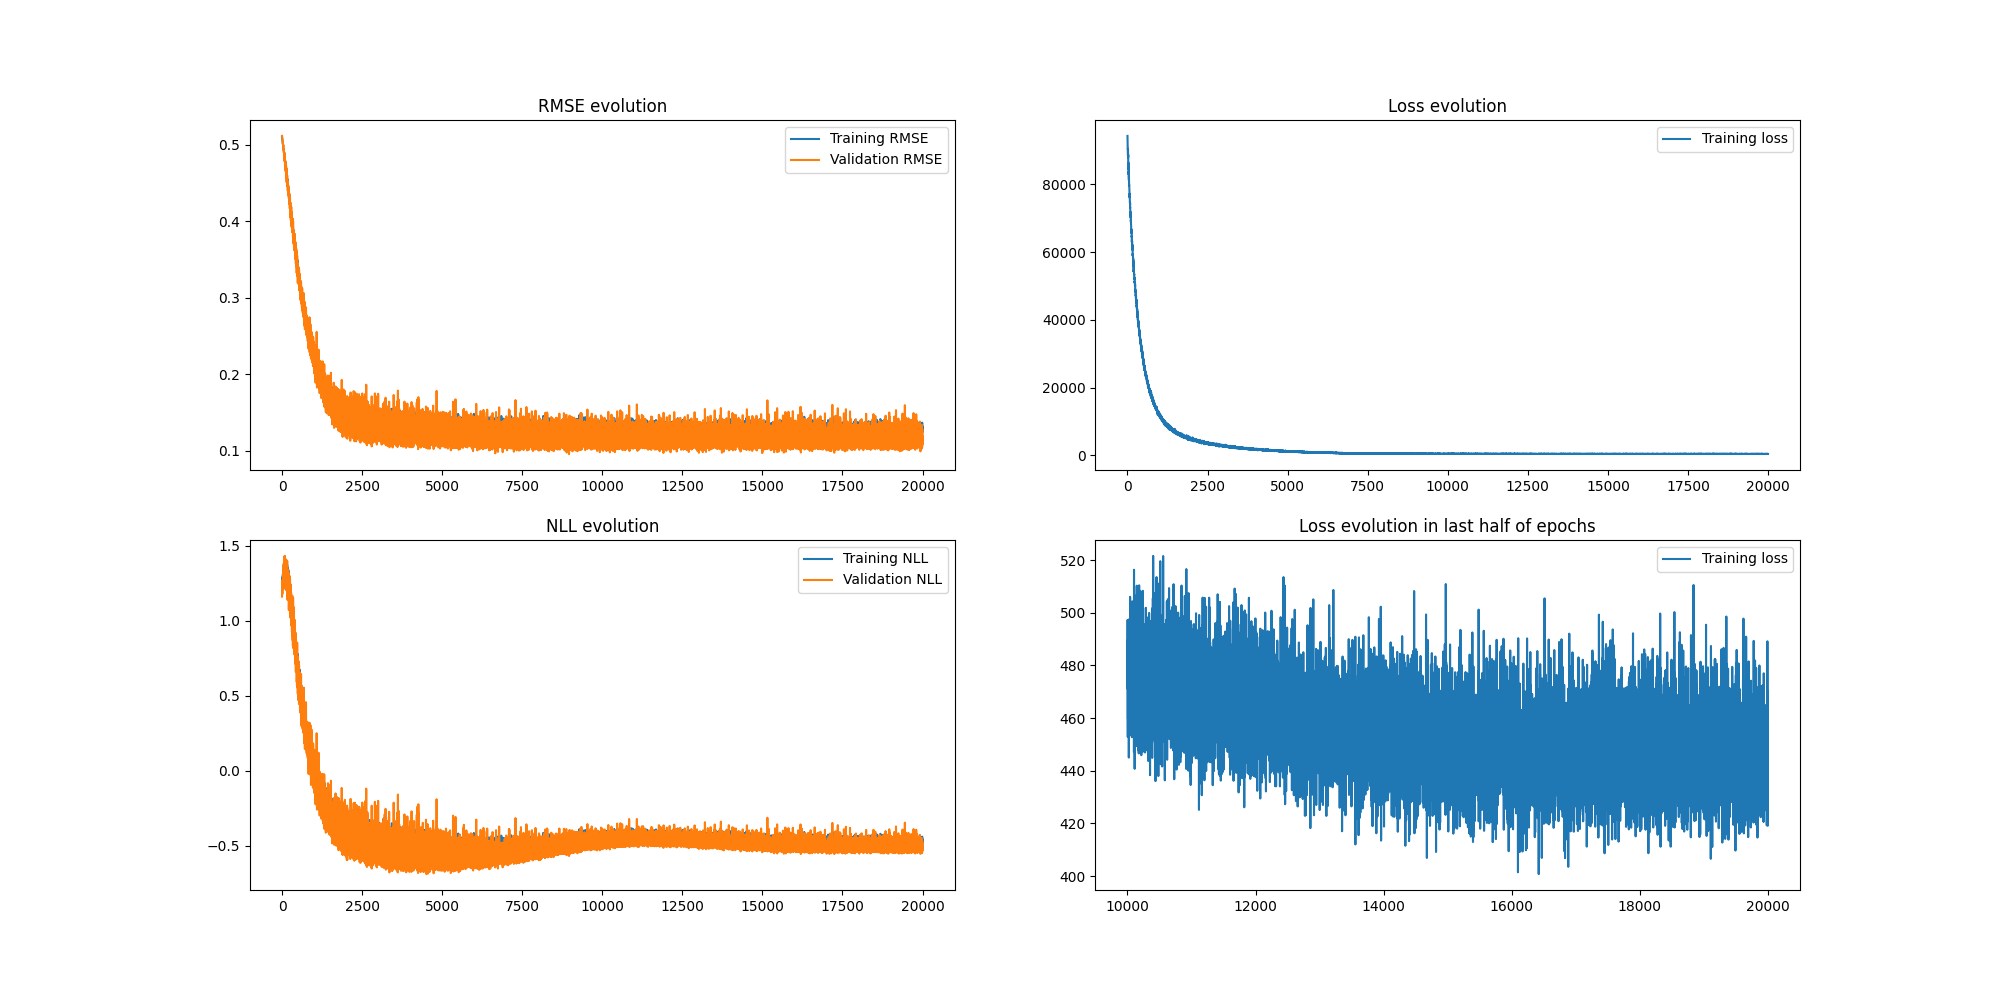 RMSE evolution
Training RMSE
Validation RMSE
0.5
0.4
0.3
0.2
0.1
0 2500 5000 7500 10000 12500 15000 17500 20000
Loss evolution
Training loss
80000
60000
40000
20000
0
0 2500 5000 7500 10000 12500 15000 17500 20000
NLL evolution
Training NLL
Validation NLL
1.5
1.0
0.5
0.0
−0.5
0 2500 5000 7500 10000 12500 15000 17500 20000
Loss evolution in last half of epochs
Training loss
520
500
480
460
440
420
400
10000 12000 14000 16000 18000 20000